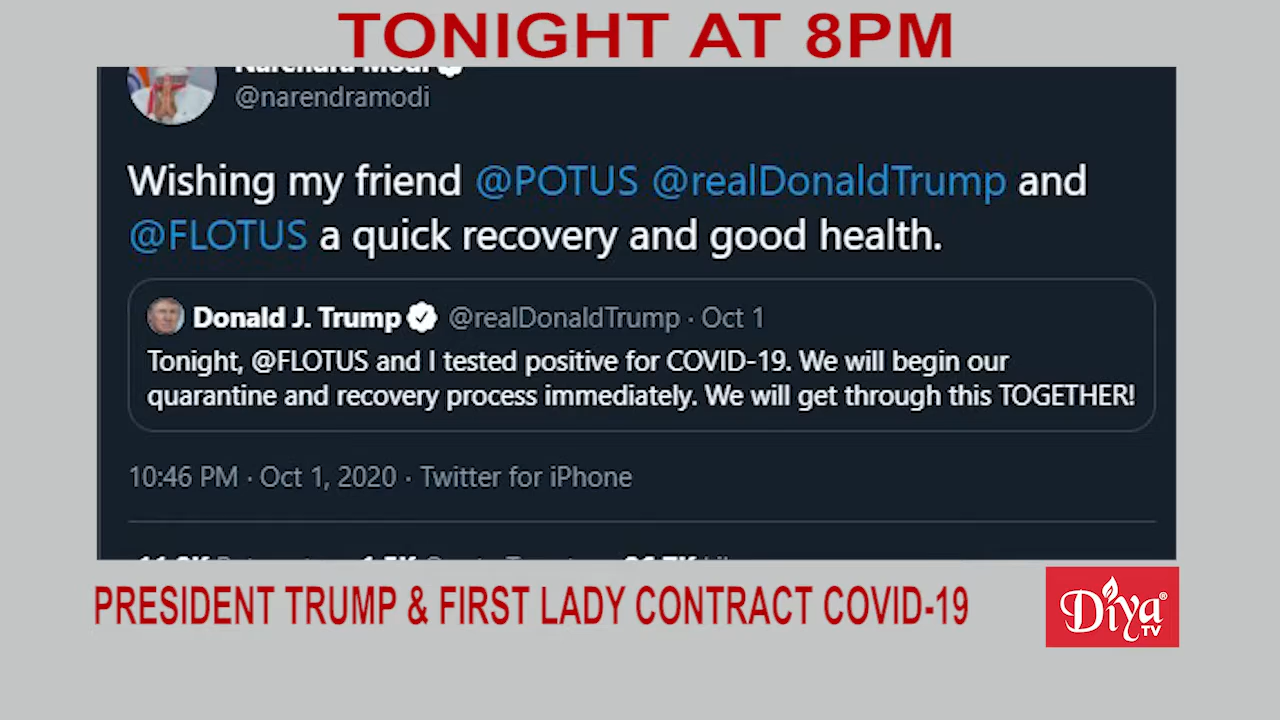 TONIGHT AT 8PM
Narendra Modi
@narendramodi
Wishing my friend @POTUS @realDonaldTrump and
@FLOTUS a quick recovery and good health.
Donald J. Trump @realDonaldTrump · Oct 1
Tonight, @FLOTUS and I tested positive for COVID-19. We will begin our
quarantine and recovery process immediately. We will get through this TOGETHER!
10:46 PM · Oct 1, 2020 · Twitter for iPhone
PRESIDENT TRUMP & FIRST LADY CONTRACT COVID-19
Diya®
TV